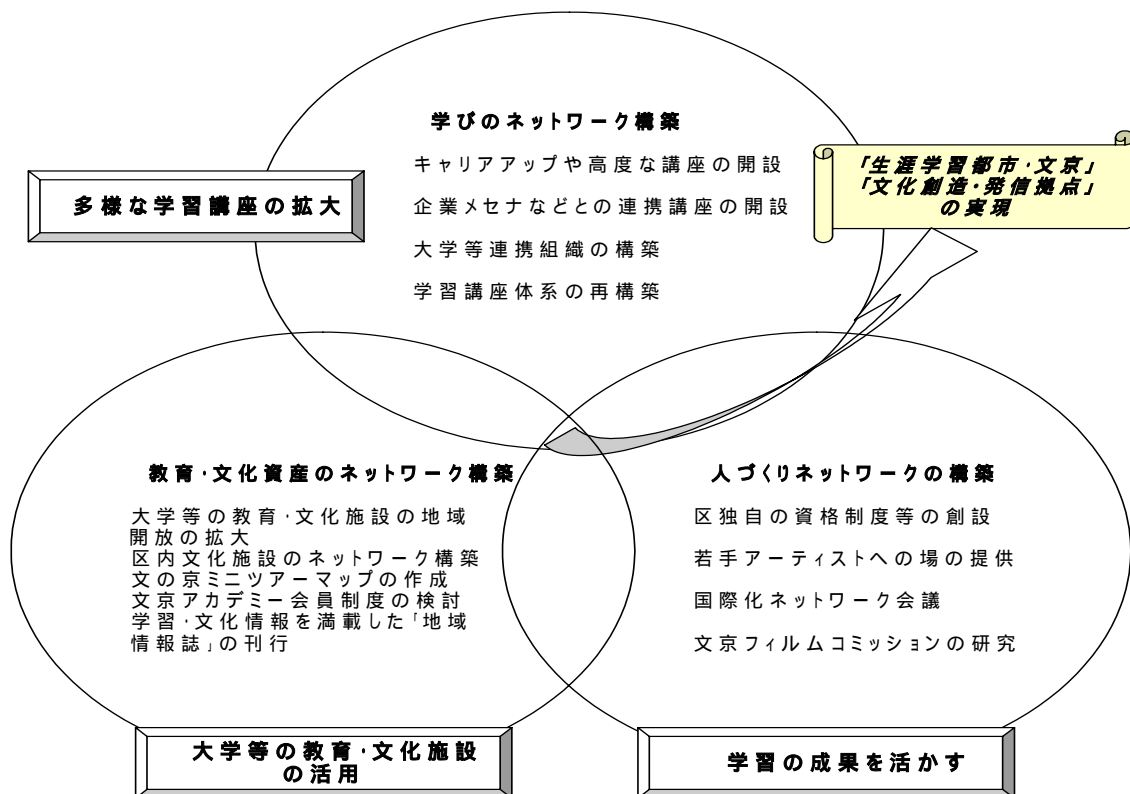 学びのネットワーク構築
キャリアアップや高度な講座の開設
企業メセナなどとの連携講座の開設
大学等連携組織の構築
学習講座体系の再構築
多様な学習講座の拡大
「生涯学習都市・文京」
「文化創造・発信拠点」
の実現
教育・文化資産のネットワーク構築
大学等の教育・文化施設の地域
開放の拡大
区内文化施設のネットワーク構築
文の京ミニツアーマップの作成
文京アカデミー会員制度の検討
学習・文化情報を満載した「地域
情報誌」の刊行
人づくりネットワークの構築
区独自の資格制度等の創設
若手アーティストへの場の提供
国際化ネットワーク会議
文京フィルムコミッションの研究
大学等の教育・文化施設
の活用
学習の成果を活かす